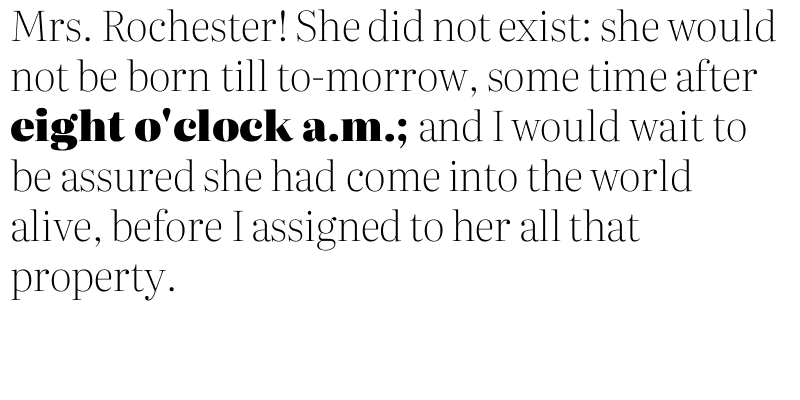 Mrs. Rochester! She did not exist: she would
not be born till to-morrow, some time after
eight o'clock a.m.; and I would wait to
be assured she had come into the world
alive, before I assigned to her all that
property.